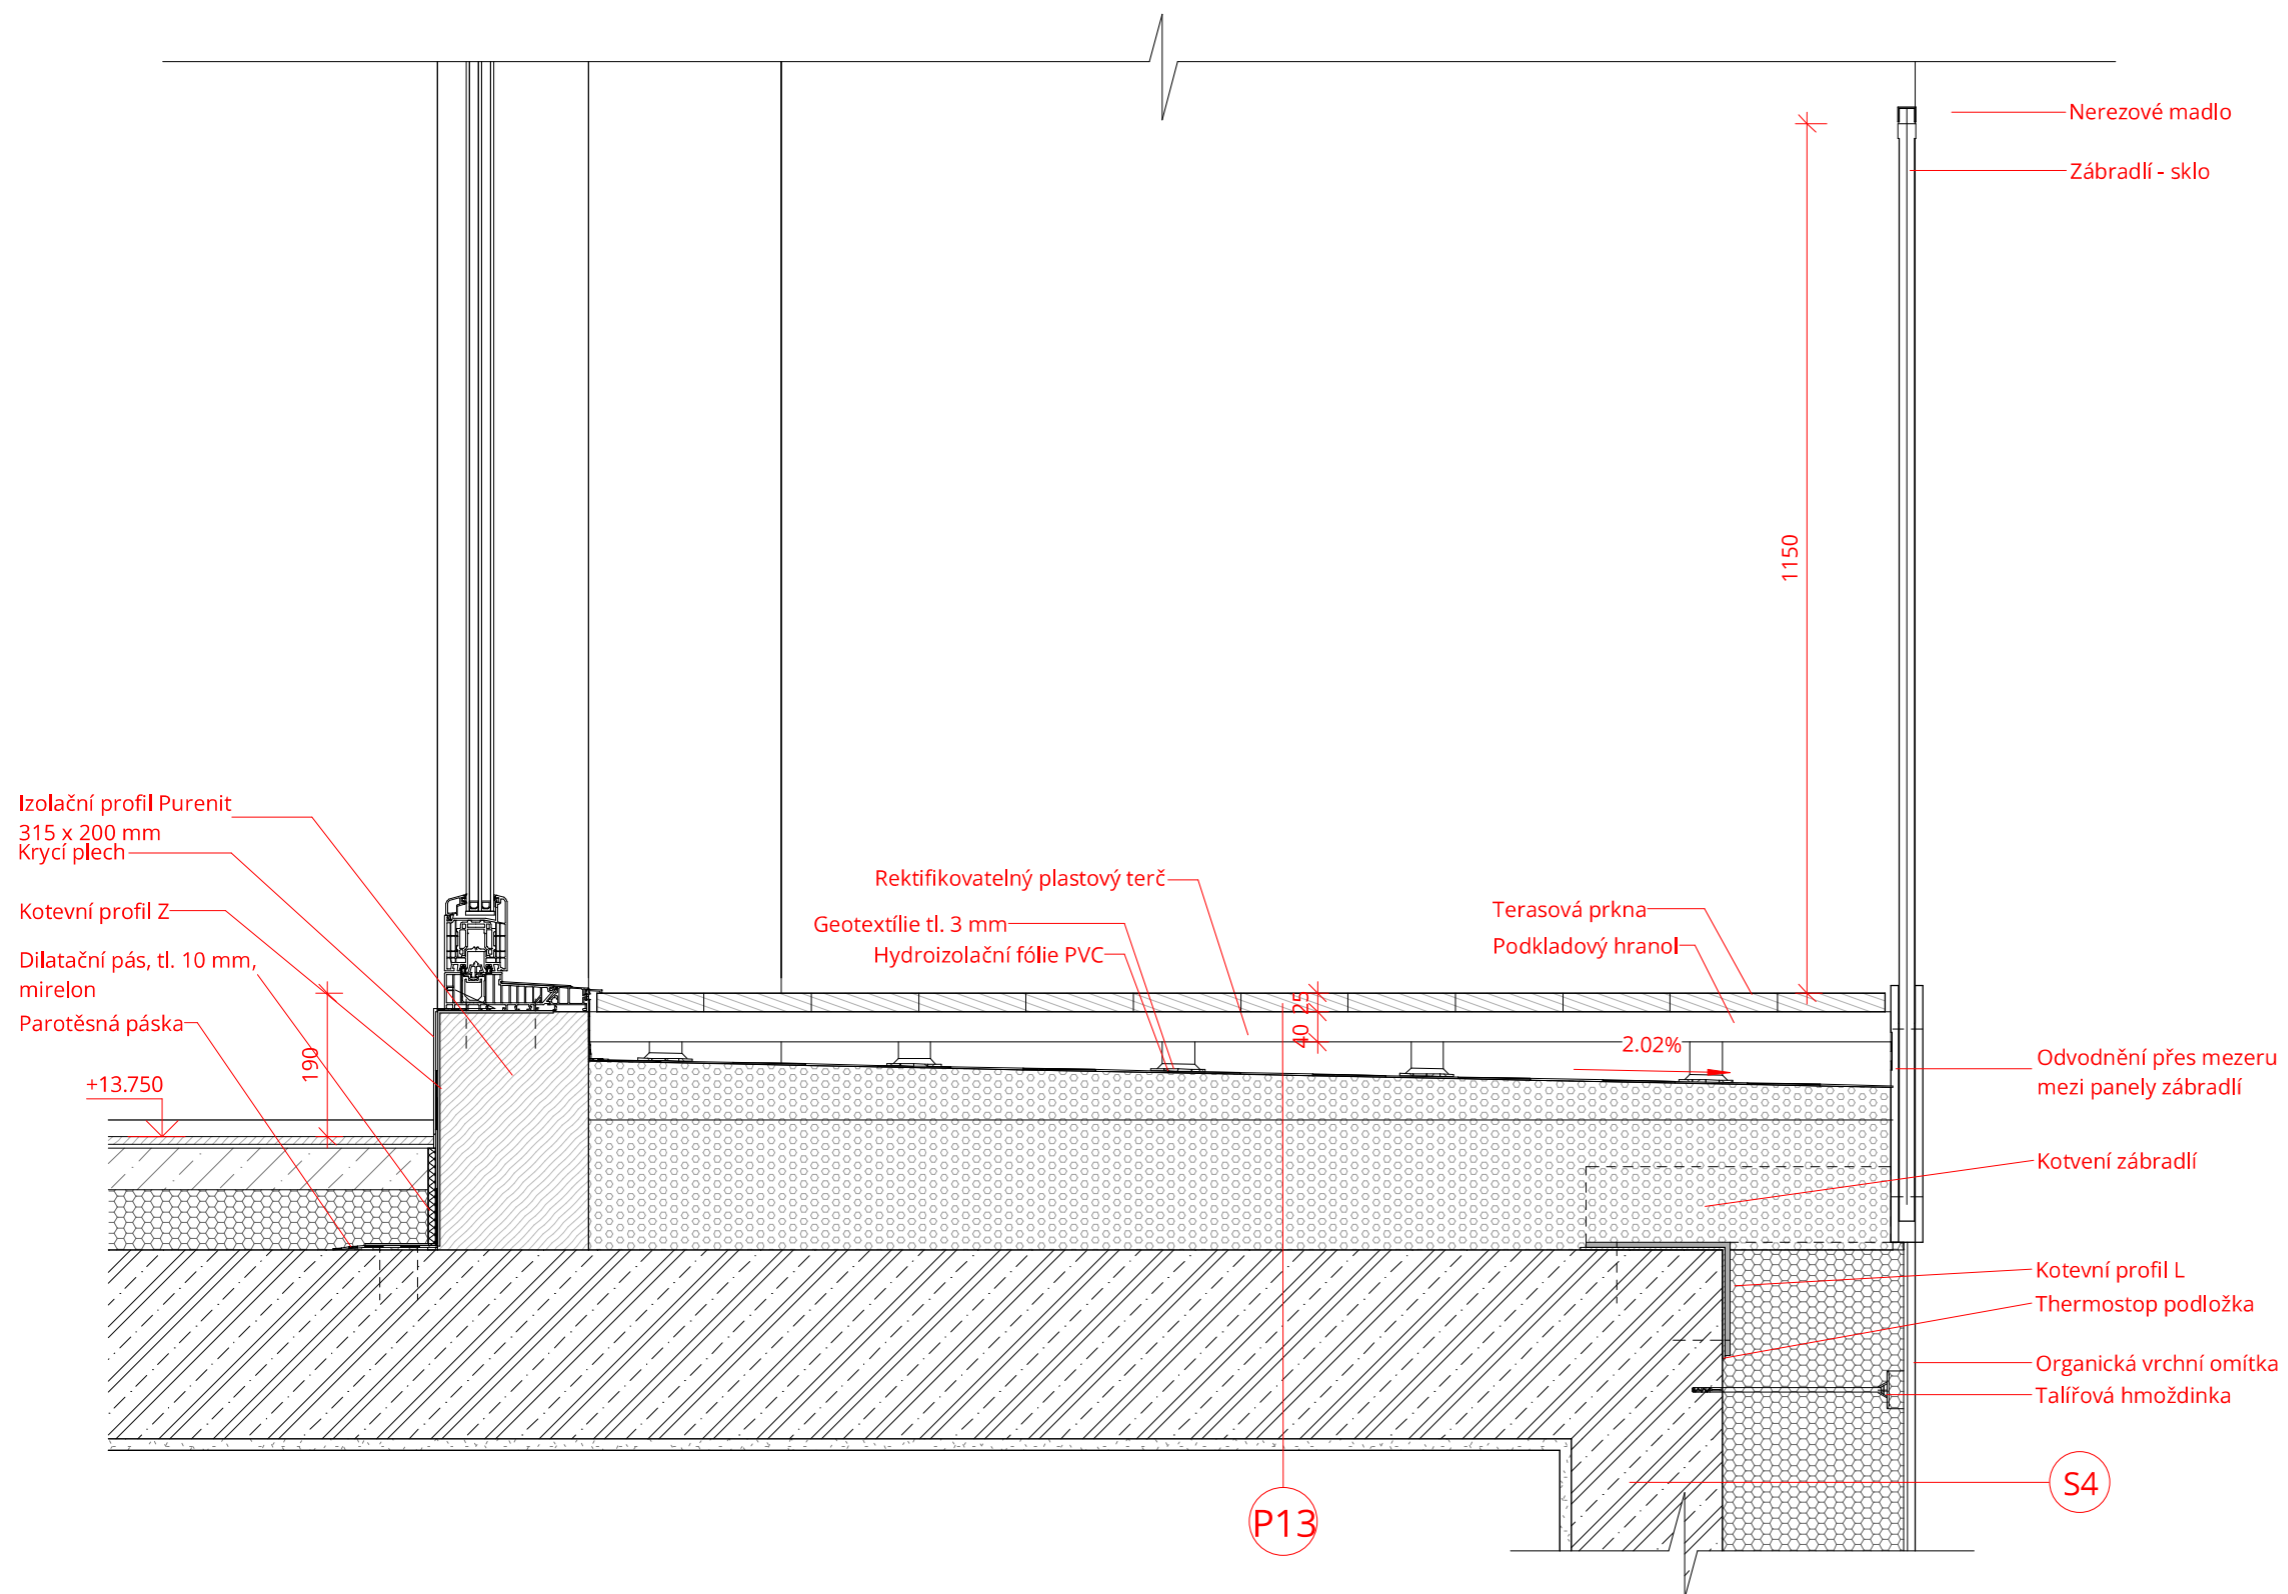 Nerezové madlo
Zábradlí - sklo
1150
Izolační profil Purenit
315 x 200 mm
Krycí plech
Kotevní profil Z
Dilatační pás, tl. 10 mm,
mirelon
Parotěsná páska
+13.750
190
Rektifikovatelný plastový terč
Geotextílie tl. 3 mm
Hydroizolační fólie PVC
Terasová prkna
Podkladový hranol
25
40
2.02%
Odvodnění přes mezeru
mezi panely zábradlí
Kotvení zábradlí
Kotevní profil L
Thermostop podložka
Organická vrchní omítka
Talířová hmoždinka
S4
P13